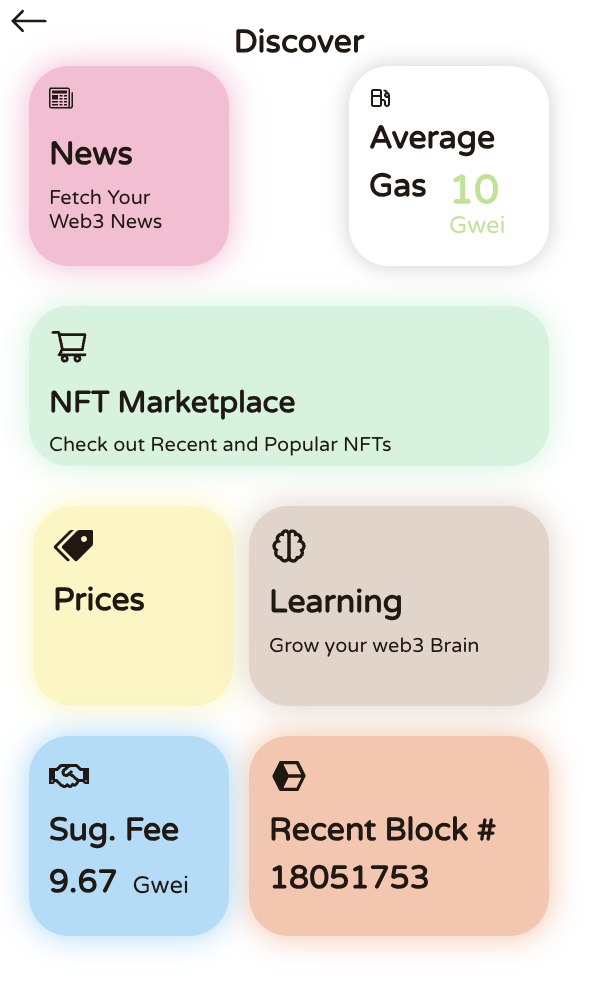 Discover
News
Fetch Your
Web3 News
Average
Gas 10
Gwei
NFT Marketplace
Check out Recent and Popular NFTs
Prices
Learning
Grow your web3 Brain
Sug. Fee
9.67 Gwei
Recent Block #
18051753